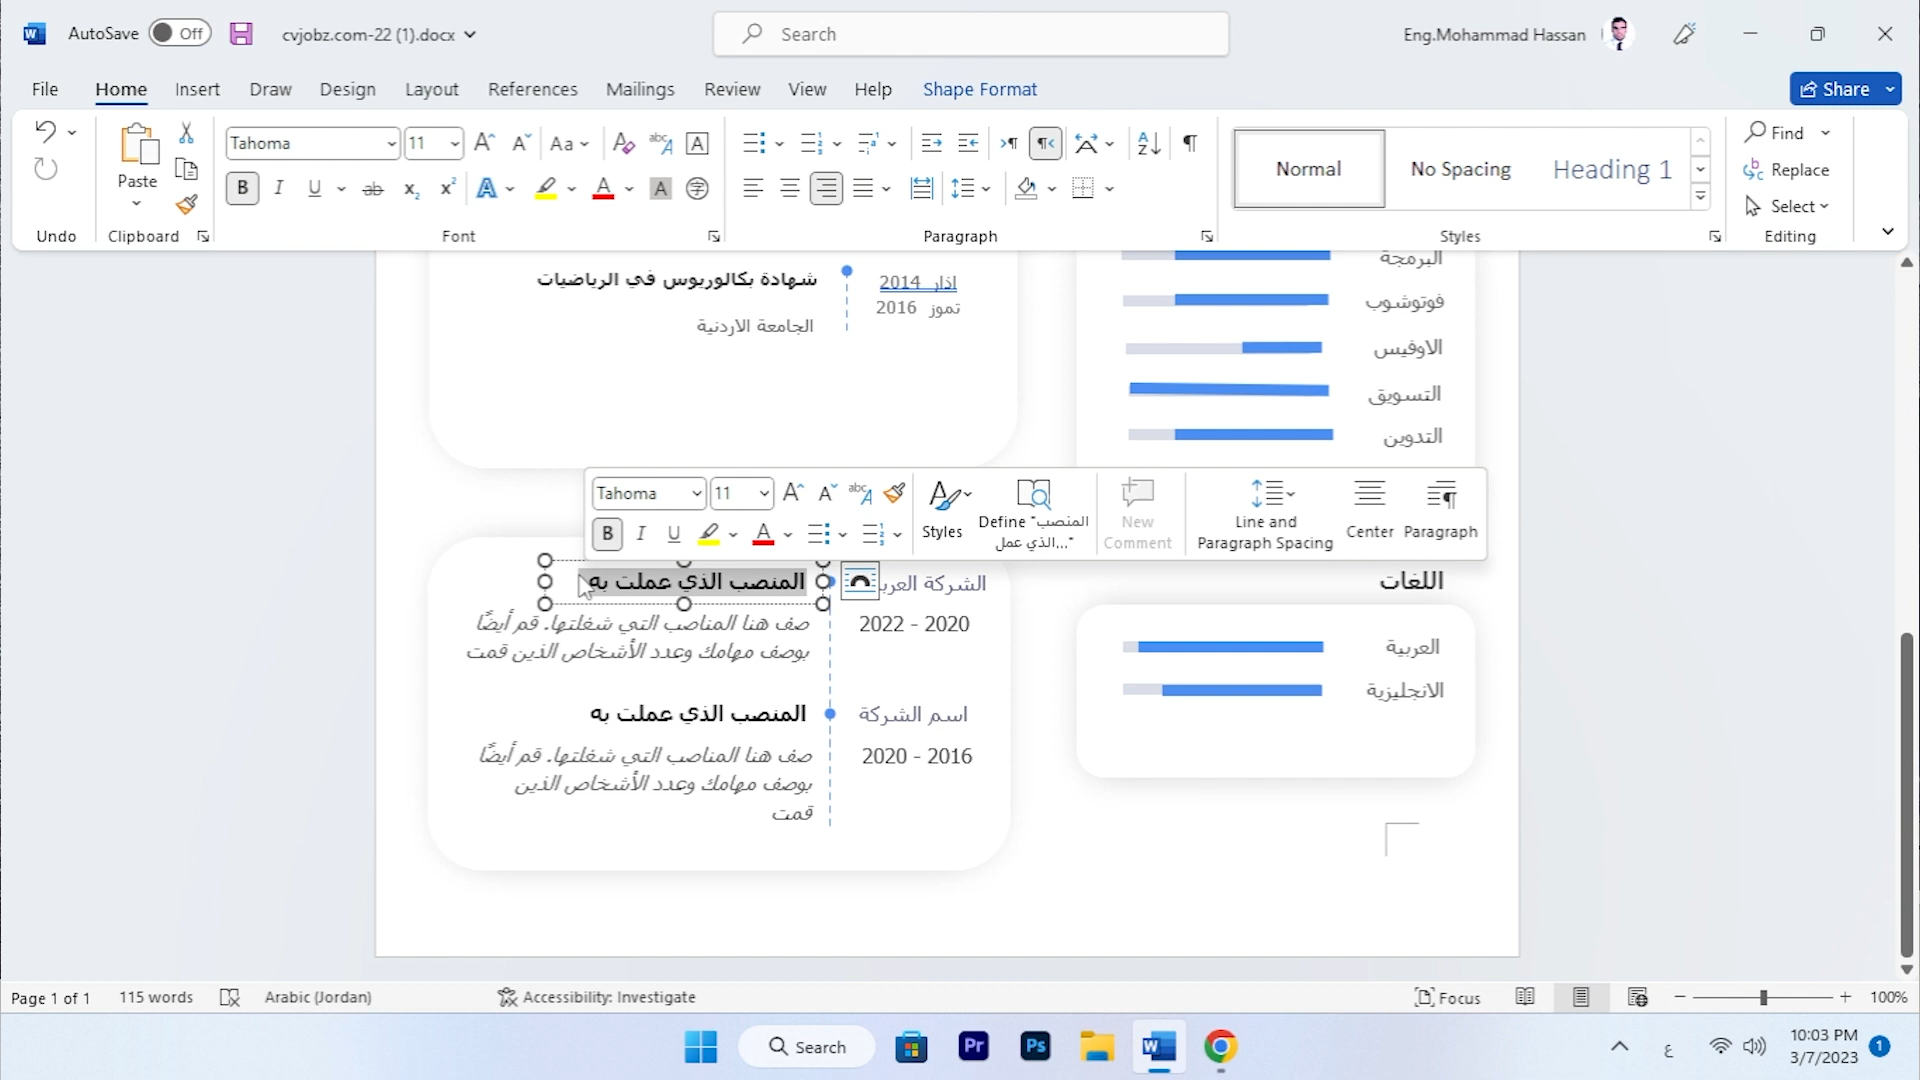 AutoSave Off cvjobz.com-22 (1).docx Search Eng.Mohammad Hassan
File Home Insert Draw Design Layout References Mailings Review View Help Shape Format Share
Tahoma 11 Aa
Paste
B I U ab
Normal No Spacing Heading 1
Find
Replace
Select
Undo Clipboard Font Paragraph Styles Editing
البرمجة
فوتوشوب
الاوفيس
التسويق
التدوين
اذار 2014
تموز 2016
شهادة بكالوريوس في الرياضيات
الجامعة الاردنية
Tahoma 11
B I U
Styles
Define "المنصب
الذي عمل..."
New
Comment
Line and
Paragraph Spacing
Center
Paragraph
اللغات
العربية
الانجليزية
الشركة
2020 - 2022
المنصب الذي عملت به
صف هنا المناصب التي شغلتها. قم أيضًا
بوصف مهامك وعدد الأشخاص الذين قمت
اسم الشركة
2016 - 2020
المنصب الذي عملت به
صف هنا المناصب التي شغلتها. قم أيضًا
بوصف مهامك وعدد الأشخاص الذين
قمت
Page 1 of 1 115 words Arabic (Jordan) Accessibility: Investigate Focus 100%
Search Pr Ps ع 10:03 PM
3/7/2023 1